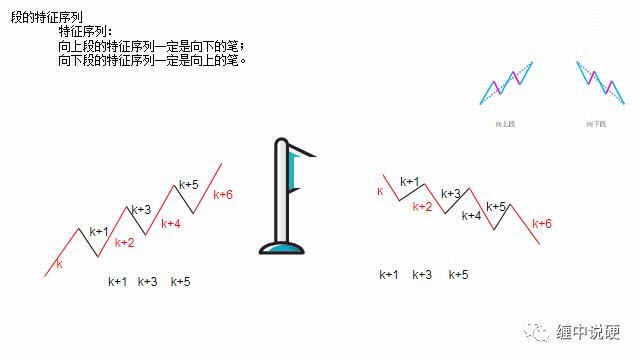 段的特征序列
特征序列：
向上段的特征序列一定是向下的笔；
向下段的特征序列一定是向上的笔。
向上段
向下段
k
k+1
k+2
k+3
k+4
k+5
k+6
k+1 k+3 k+5
K
k+1
k+2
k+3
k+4
k+5
k+6
k+1 k+3 k+5
缠中说硬